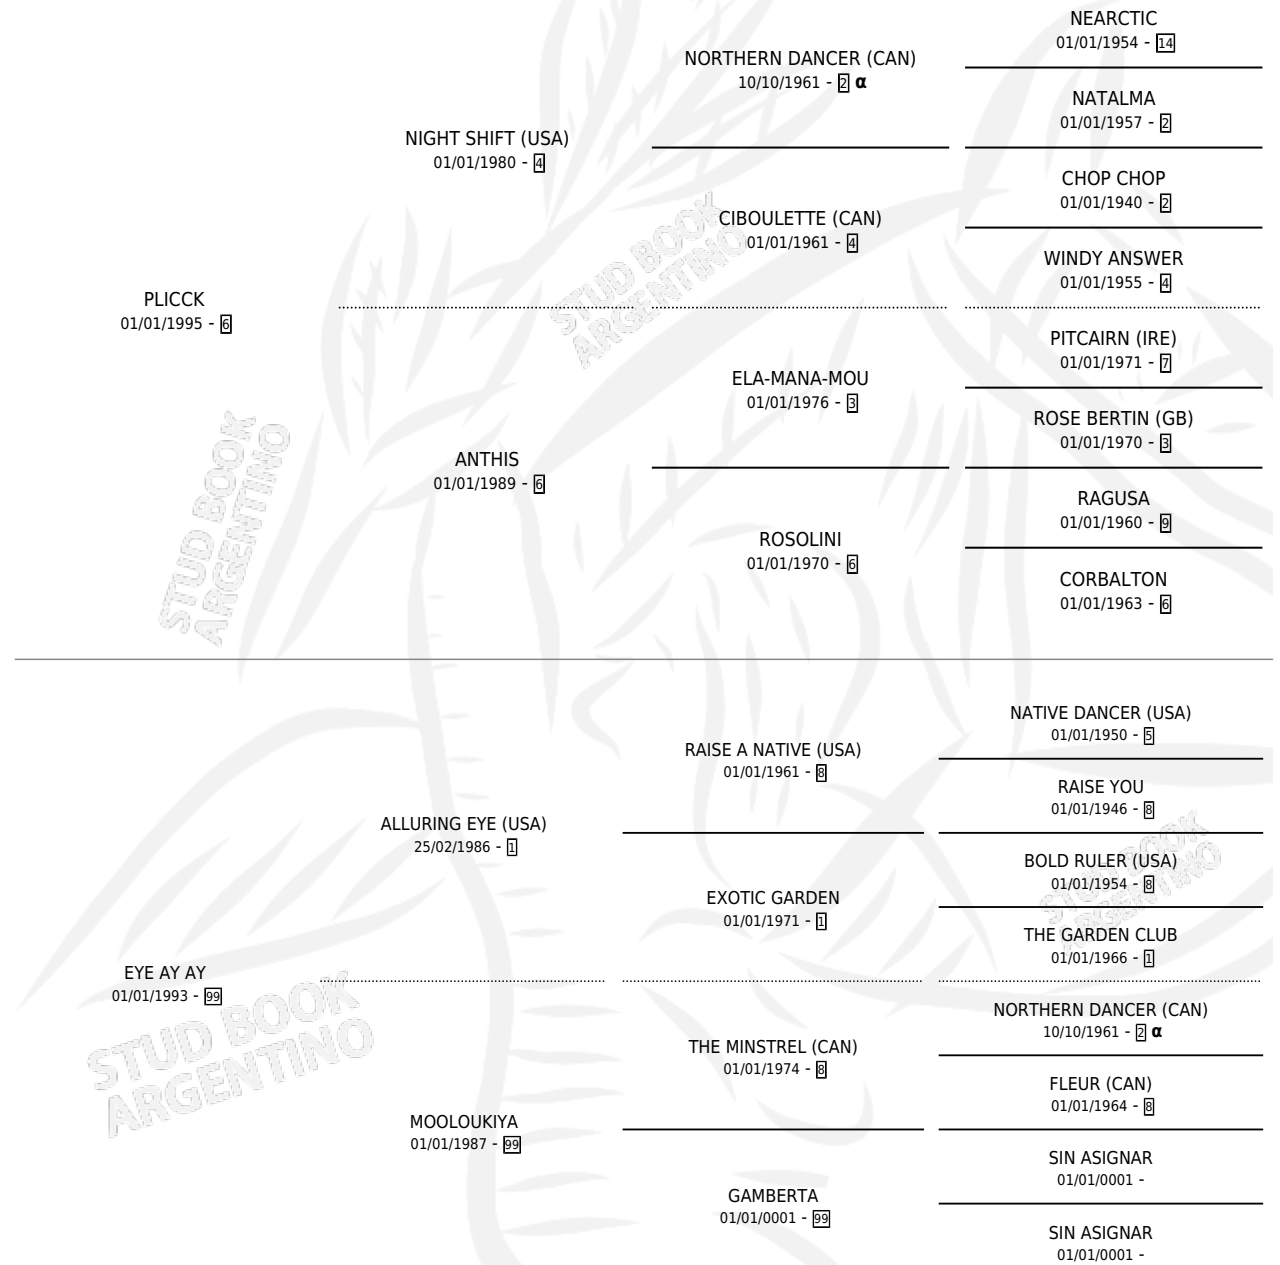 NEARCTIC
01/01/1954 - 14
NORTHERN DANCER (CAN)
10/10/1961 - 2 α
NATALMA
01/01/1957 - 2
NIGHT SHIFT (USA)
01/01/1980 - 4
CHOP CHOP
01/01/1940 - 2
CIBOULETTE (CAN)
01/01/1961 - 4
WINDY ANSWER
01/01/1955 - 4
PLICCK
01/01/1995 - 6
PITCAIRN (IRE)
01/01/1971 - 7
ELA-MANA-MOU
01/01/1976 - 3
ROSE BERTIN (GB)
01/01/1970 - 3
ANTHIS
01/01/1989 - 6
RAGUSA
01/01/1960 - 9
ROSOLINI
01/01/1970 - 6
CORBALTON
01/01/1963 - 6
STUD BOOK
ARGENTINO
STUD BOOK
ARGENTINO
NATIVE DANCER (USA)
01/01/1950 - 5
RAISE A NATIVE (USA)
01/01/1961 - 8
RAISE YOU
01/01/1946 - 8
ALLURING EYE (USA)
25/02/1986 - 1
BOLD RULER (USA)
01/01/1954 - 8
EXOTIC GARDEN
01/01/1971 - 1
THE GARDEN CLUB
01/01/1966 - 1
STUD BOOK
ARGENTINO
EYE AY AY
01/01/1993 - 99
NORTHERN DANCER (CAN)
10/10/1961 - 2 α
THE MINSTREL (CAN)
01/01/1974 - 8
FLEUR (CAN)
01/01/1964 - 8
MOOLOUKIYA
01/01/1987 - 99
SIN ASIGNAR
01/01/0001 -
GAMBERTA
01/01/0001 - 99
SIN ASIGNAR
01/01/0001 -
STUD BOOK
ARGENTINO